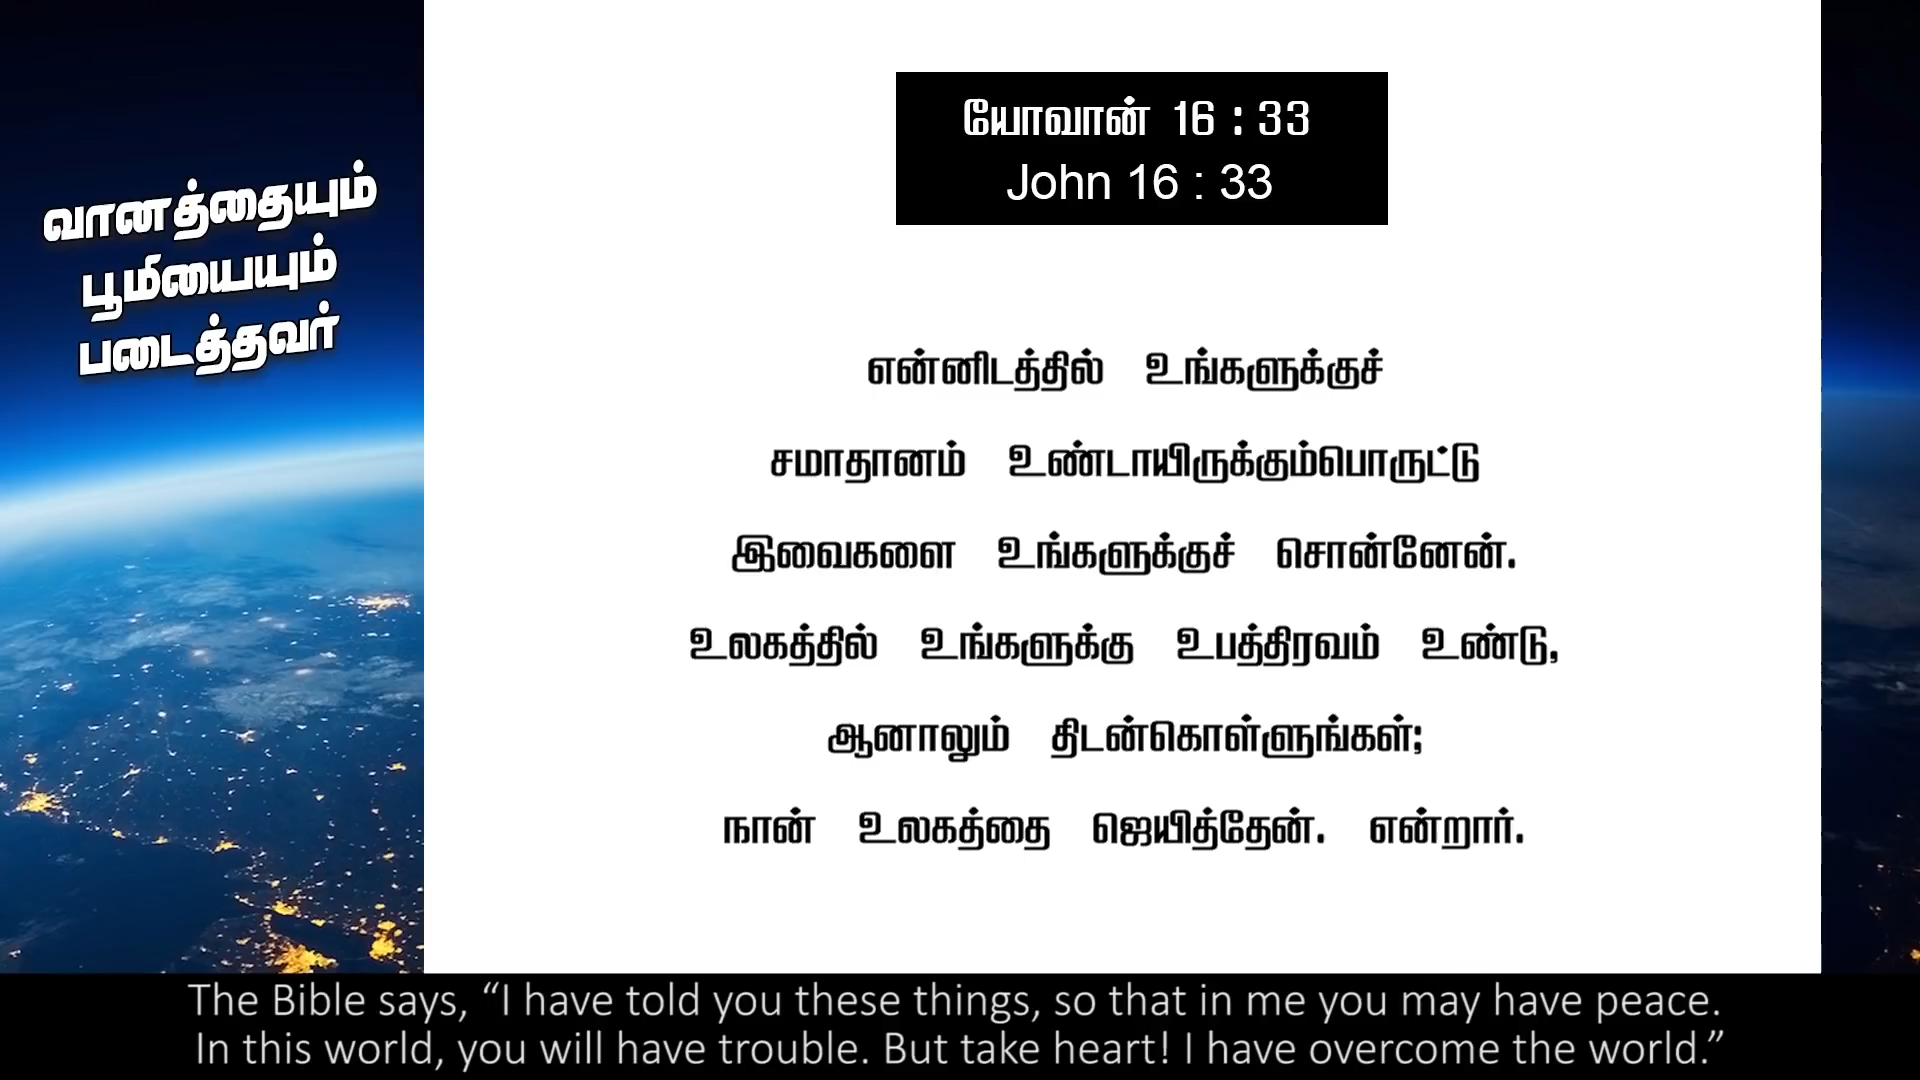 வானத்தையும்
பூமியையும்
படைத்தவர்
யோவான் 16 : 33
John 16 : 33
என்னிடத்தில் உங்களுக்குச்
சமாதானம் உண்டாயிருக்கும்பொருட்டு
இவைகளை உங்களுக்குச் சொன்னேன்.
உலகத்தில் உங்களுக்கு உபத்திரவம் உண்டு,
ஆனாலும் திடன்கொள்ளுங்கள்;
நான் உலகத்தை ஜெயித்தேன். என்றார்.
The Bible says, “I have told you these things, so that in me you may have peace.
In this world, you will have trouble. But take heart! I have overcome the world.”